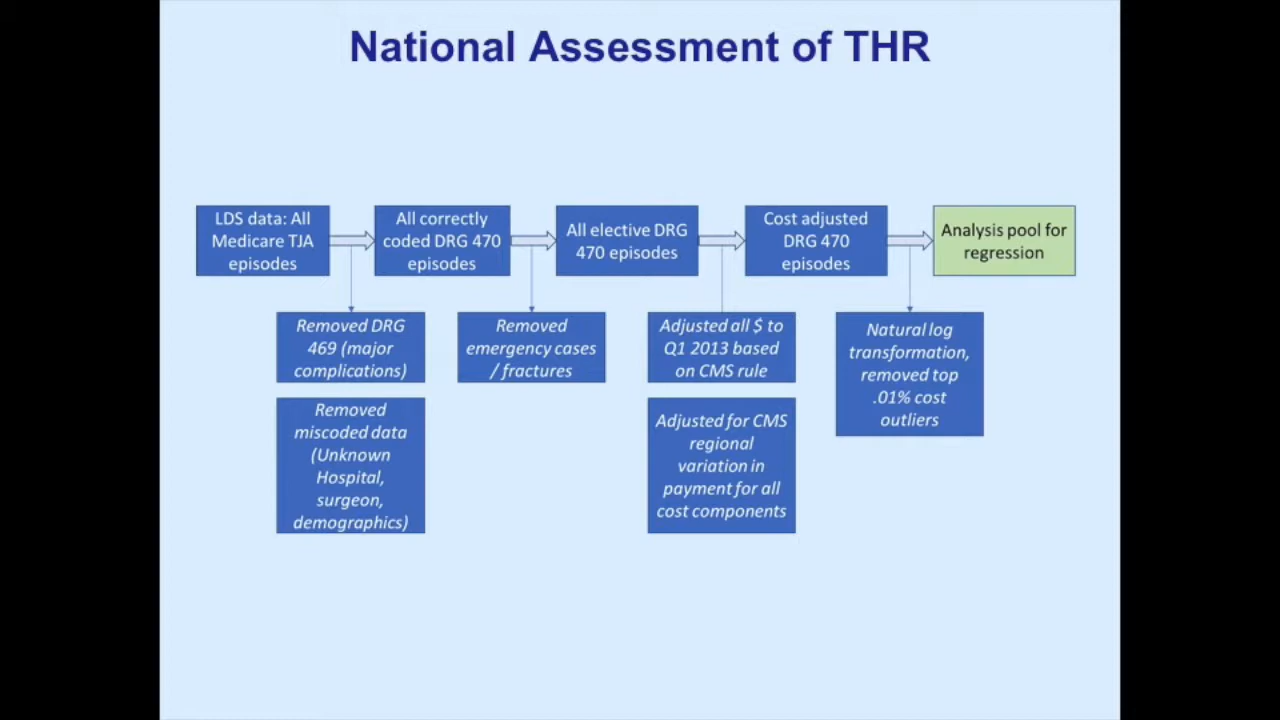 National Assessment of THR
LDS data: All
Medicare TJA
episodes
All correctly
coded DRG 470
episodes
All elective DRG
470 episodes
Cost adjusted
DRG 470
episodes
Analysis pool for
regression
Removed DRG
469 (major
complications)
Removed
emergency cases
/ fractures
Adjusted all $ to
Q1 2013 based
on CMS rule
Natural log
transformation,
removed top
.01% cost
outliers
Removed
miscoded data
(Unknown
Hospital,
surgeon,
demographics)
Adjusted for CMS
regional
variation in
payment for all
cost components